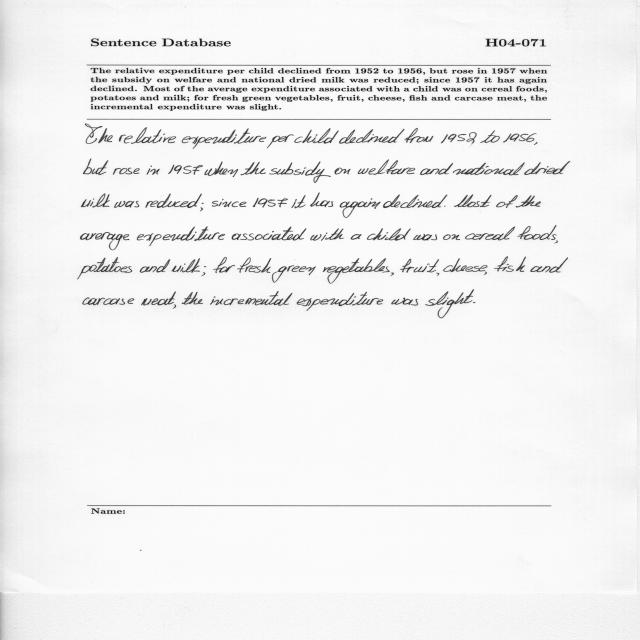 Sentence Database H04-071
The relative expenditure per child declined from 1952 to 1956, but rose in 1957 when
the subsidy on welfare and national dried milk was reduced; since 1957 it has again
declined. Most of the average expenditure associated with a child was on cereal foods,
potatoes and milk; for fresh green vegetables, fruit, cheese, fish and carcase meat, the
incremental expenditure was slight.
The relative expenditure per child declined from 1952 to 1956,
but rose in 1957 when the subsidy on welfare and national dried
milk was reduced; since 1957 it has again declined. Most of the
average expenditure associated with a child was on cereal foods,
potatoes and milk; for fresh green vegetables, fruit, cheese, fish and
carcase meat, the incremental expenditure was slight.
Name: